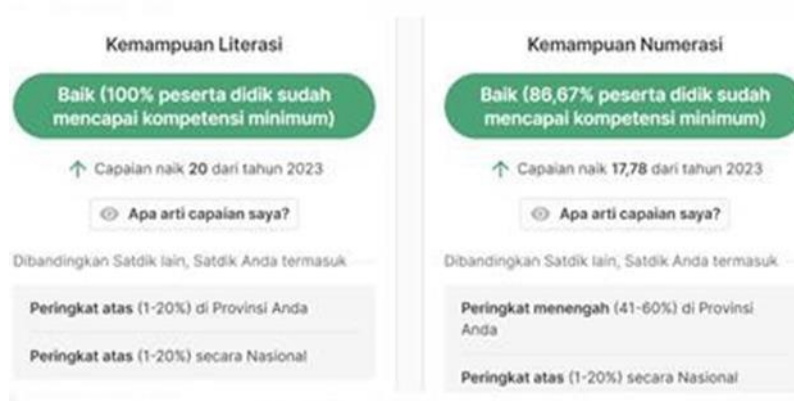 Kemampuan Literasi
Baik (100% peserta didik sudah
mencapai kompetensi minimum)
Capaian naik 20 dari tahun 2023
Apa arti capaian saya?
Dibandingkan Satdik lain, Satdik Anda termasuk
Peringkat atas (1-20%) di Provinsi Anda
Peringkat atas (1-20%) secara Nasional
Kemampuan Numerasi
Baik (86,67% peserta didik sudah
mencapai kompetensi minimum)
Capaian naik 17,78 dari tahun 2023
Apa arti capaian saya?
Dibandingkan Satdik lain, Satdik Anda termasuk
Peringkat menengah (41-60%) di Provinsi
Anda
Peringkat atas (1-20%) secara Nasional